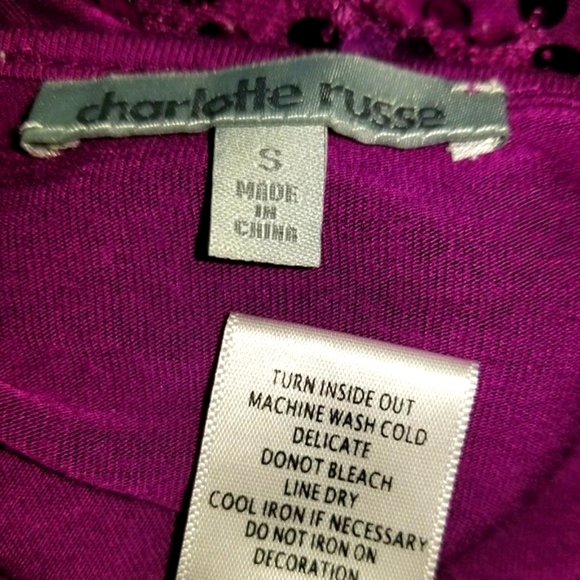 charlotte russe
S
MADE
IN
CHINA
TURN INSIDE OUT
MACHINE WASH COLD
DELICATE
DONOT BLEACH
LINE DRY
COOL IRON IF NECESSARY
DO NOT IRON ON
DECORATION